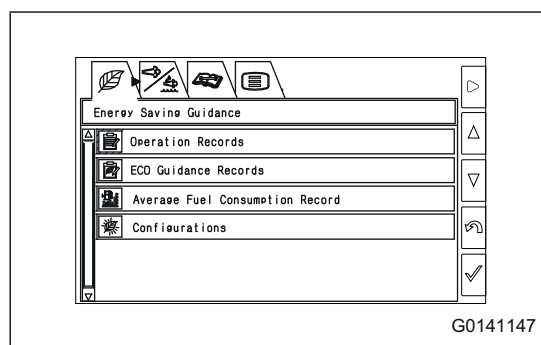 Energy Saving Guidance
Operation Records
ECO Guidance Records
Average Fuel Consumption Record
Configurations
G0141147